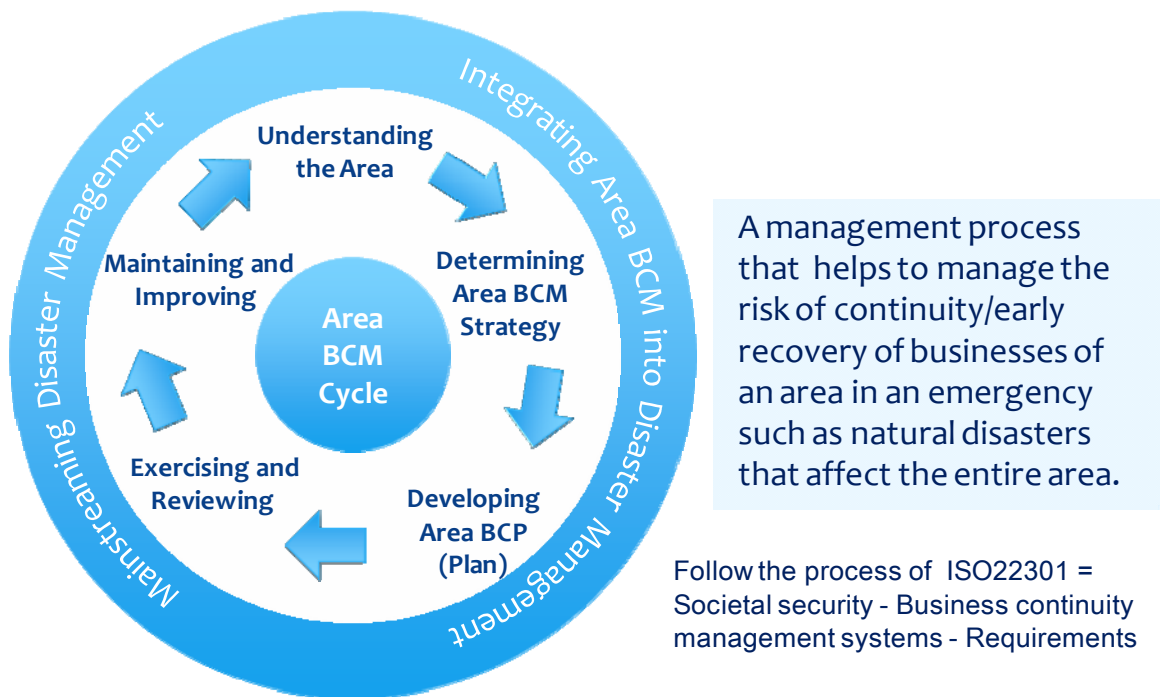 Mainstreaming Disaster Management
Integrating Area BCM into Disaster Management
Understanding
the Area
Determining
Area BCM
Strategy
Developing
Area BCP
(Plan)
Exercising and
Reviewing
Maintaining and
Improving
Area
BCM
Cycle
A management process
that helps to manage the
risk of continuity/early
recovery of businesses of
an area in an emergency
such as natural disasters
that affect the entire area.
Follow the process of ISO22301 =
Societal security - Business continuity
management systems - Requirements